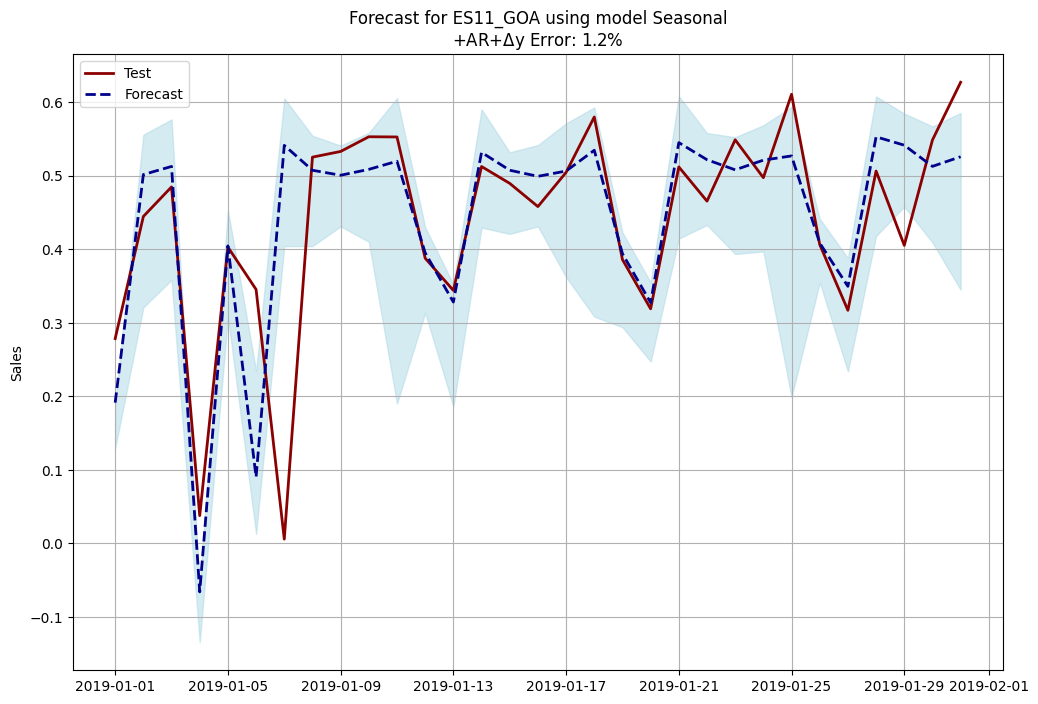 Forecast for ES11_GOA using model Seasonal
+AR+Δy Error: 1.2%
Test
Forecast
Sales
0.6
0.5
0.4
0.3
0.2
0.1
0.0
−0.1
2019-01-01 2019-01-05 2019-01-09 2019-01-13 2019-01-17 2019-01-21 2019-01-25 2019-01-29 2019-02-01